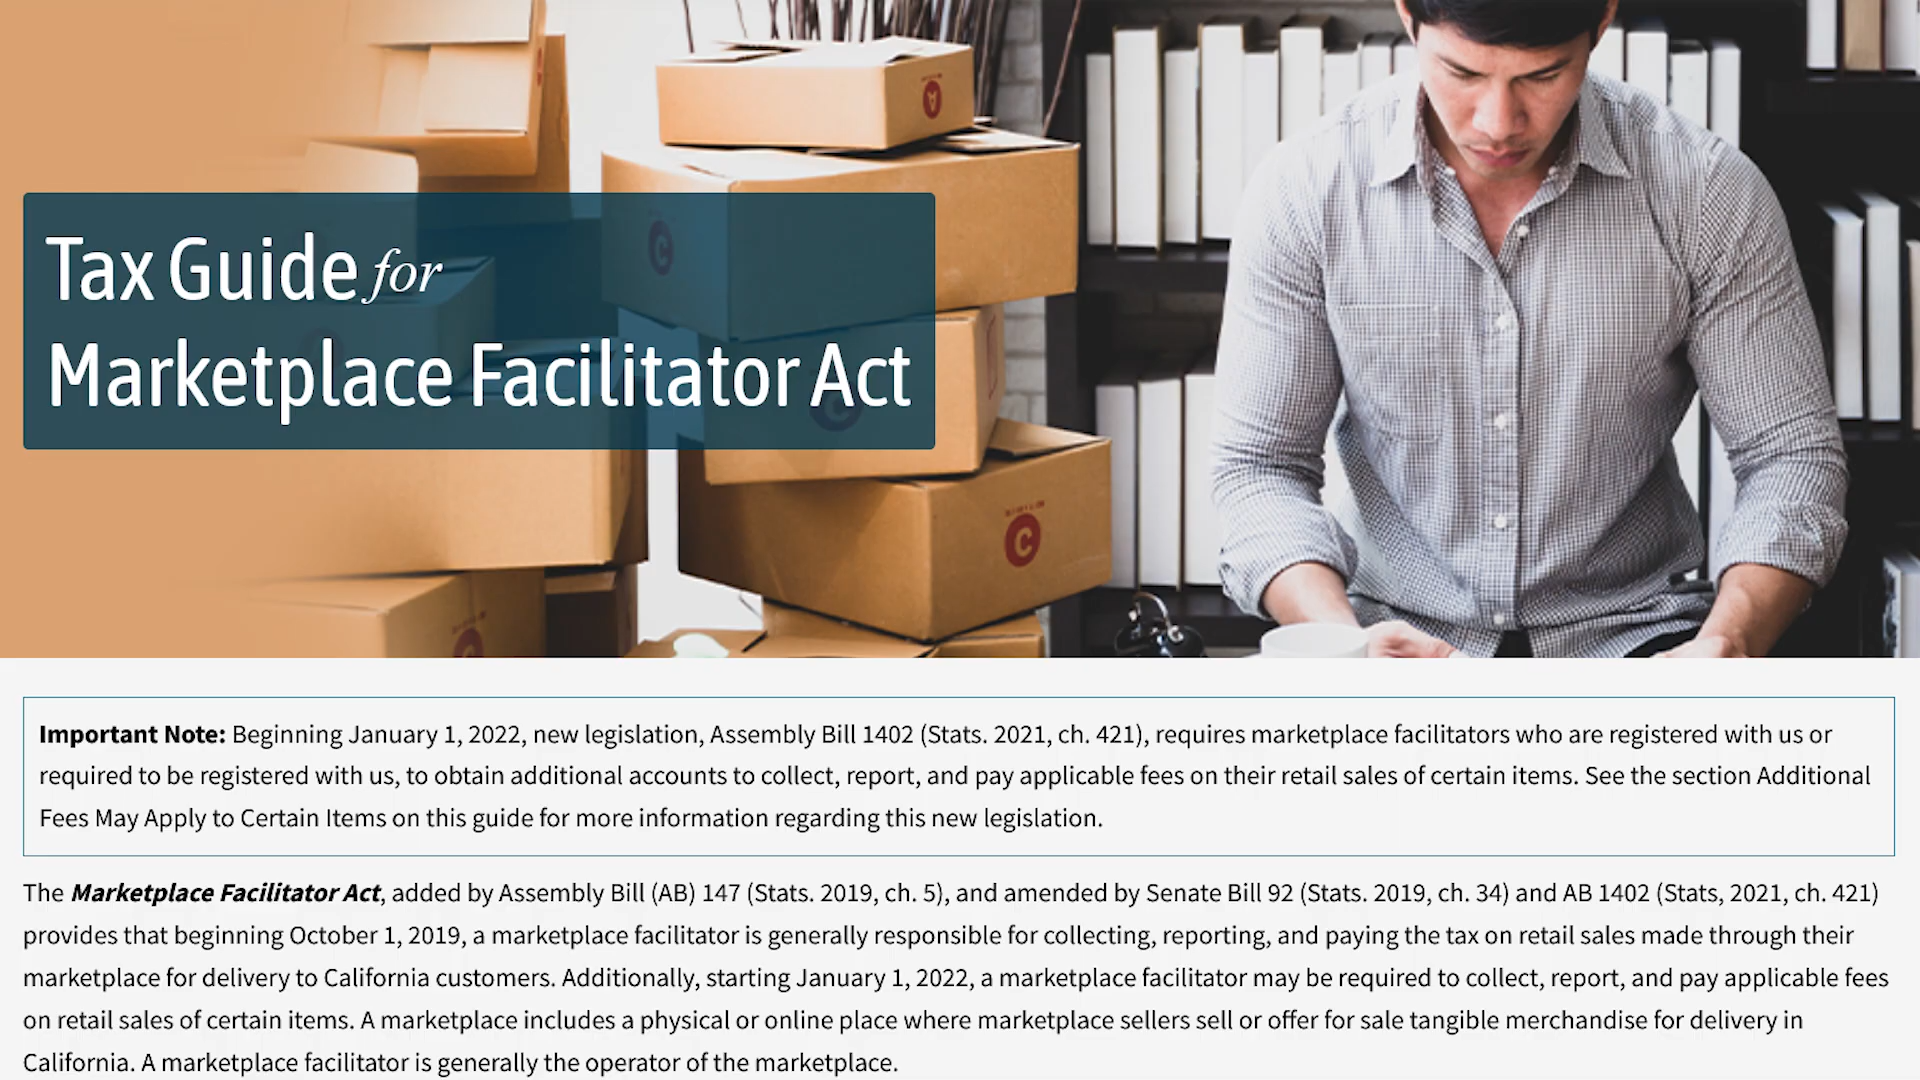 Tax Guide for
Marketplace Facilitator Act
Important Note: Beginning January 1, 2022, new legislation, Assembly Bill 1402 (Stats. 2021, ch. 421), requires marketplace facilitators who are registered with us or
required to be registered with us, to obtain additional accounts to collect, report, and pay applicable fees on their retail sales of certain items. See the section Additional
Fees May Apply to Certain Items on this guide for more information regarding this new legislation.
The Marketplace Facilitator Act, added by Assembly Bill (AB) 147 (Stats. 2019, ch. 5), and amended by Senate Bill 92 (Stats. 2019, ch. 34) and AB 1402 (Stats, 2021, ch. 421)
provides that beginning October 1, 2019, a marketplace facilitator is generally responsible for collecting, reporting, and paying the tax on retail sales made through their
marketplace for delivery to California customers. Additionally, starting January 1, 2022, a marketplace facilitator may be required to collect, report, and pay applicable fees
on retail sales of certain items. A marketplace includes a physical or online place where marketplace sellers sell or offer for sale tangible merchandise for delivery in
California. A marketplace facilitator is generally the operator of the marketplace.